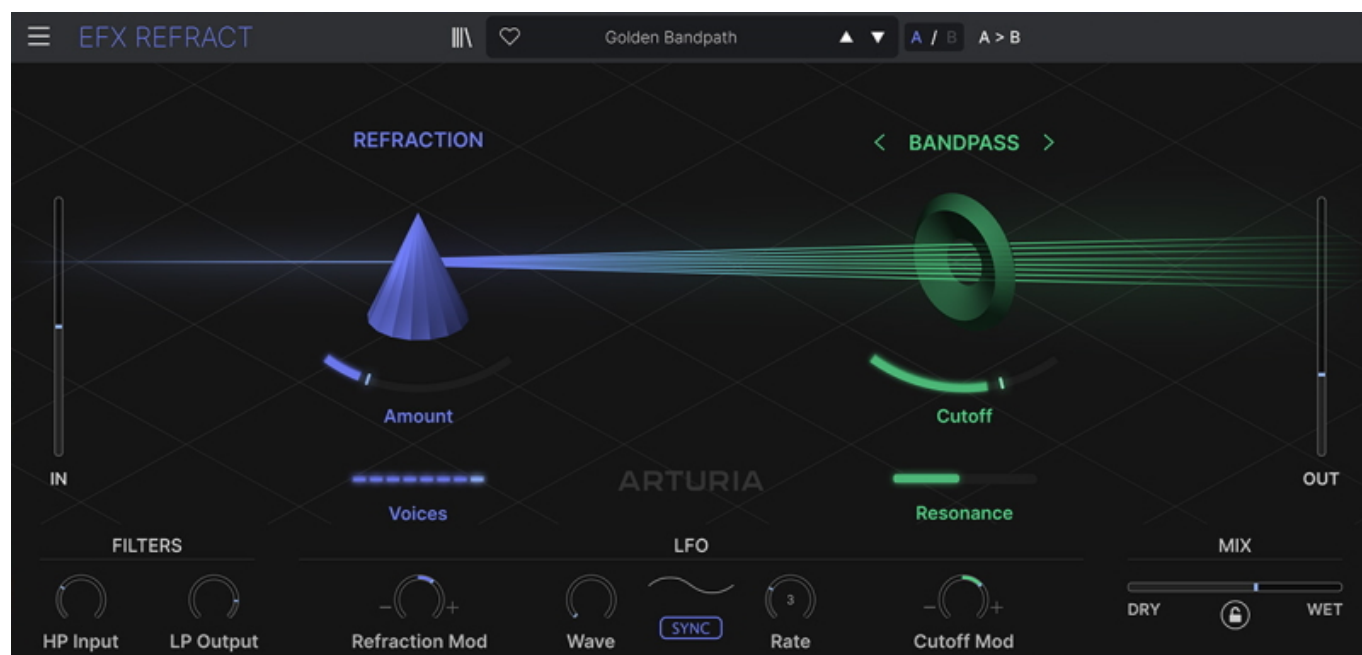 EFX REFRACT
Golden Bandpath
A / B
A > B
REFRACTION
< BANDPASS >
Amount
Cutoff
IN
ARTURIA
OUT
Voices
Resonance
FILTERS
LFO
MIX
3
DRY
WET
SYNC
HP Input
LP Output
Refraction Mod
Wave
Rate
Cutoff Mod